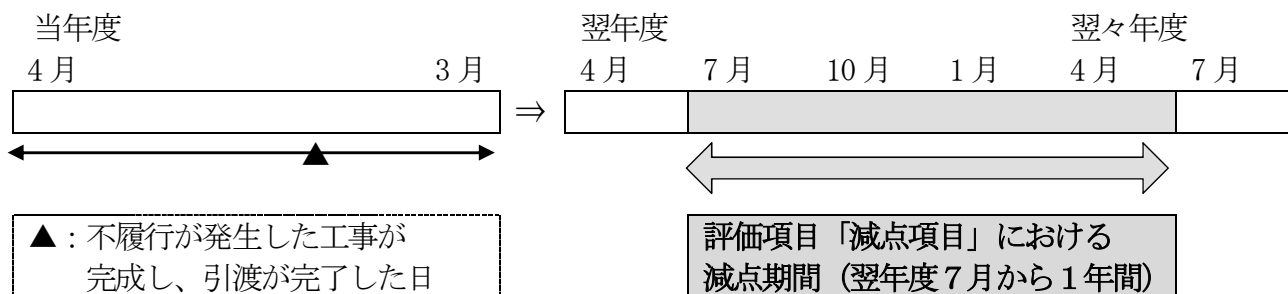 当年度 翌年度 翌々年度
4月 3月 4月 7月 10月 1月 4月 7月
⇒
▲：不履行が発生した工事が
完成し、引渡が完了した日
評価項目「減点項目」における
減点期間（翌年度７月から１年間）